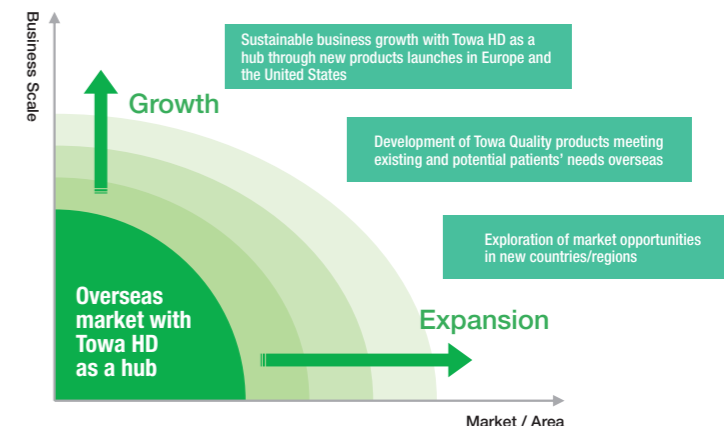 Business Scale
Sustainable business growth with Towa HD as a
hub through new products launches in Europe and
the United States
Growth
Development of Towa Quality products meeting
existing and potential patients’ needs overseas
Exploration of market opportunities
in new countries/regions
Overseas
market with
Towa HD
as a hub
Expansion
Market / Area